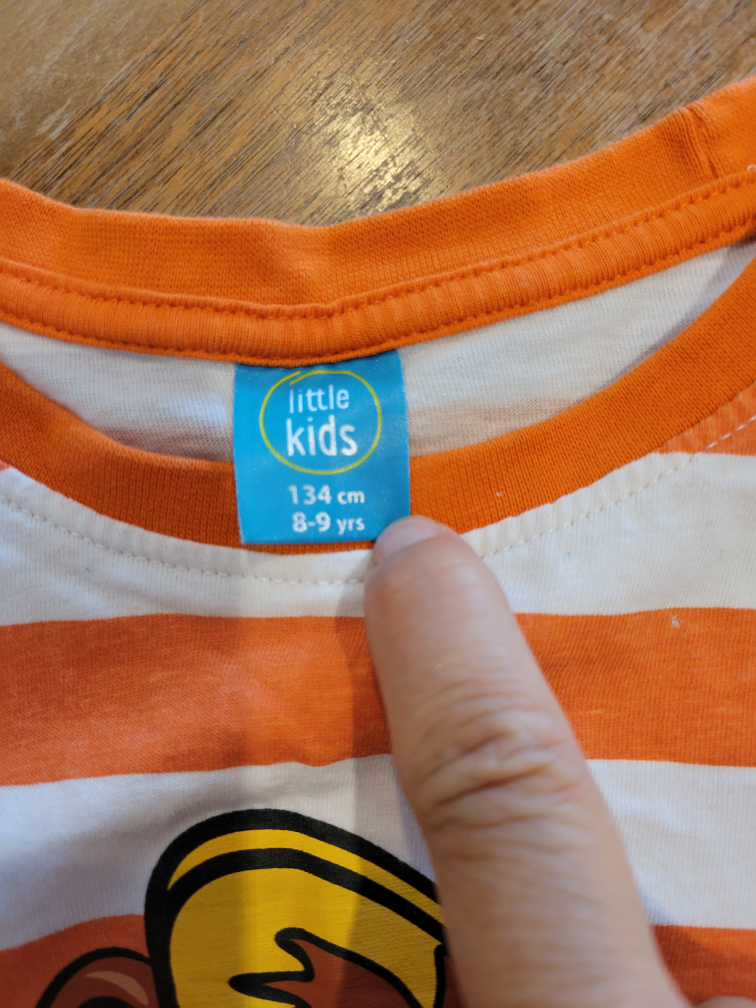 little
kids
134 cm
8-9 yrs